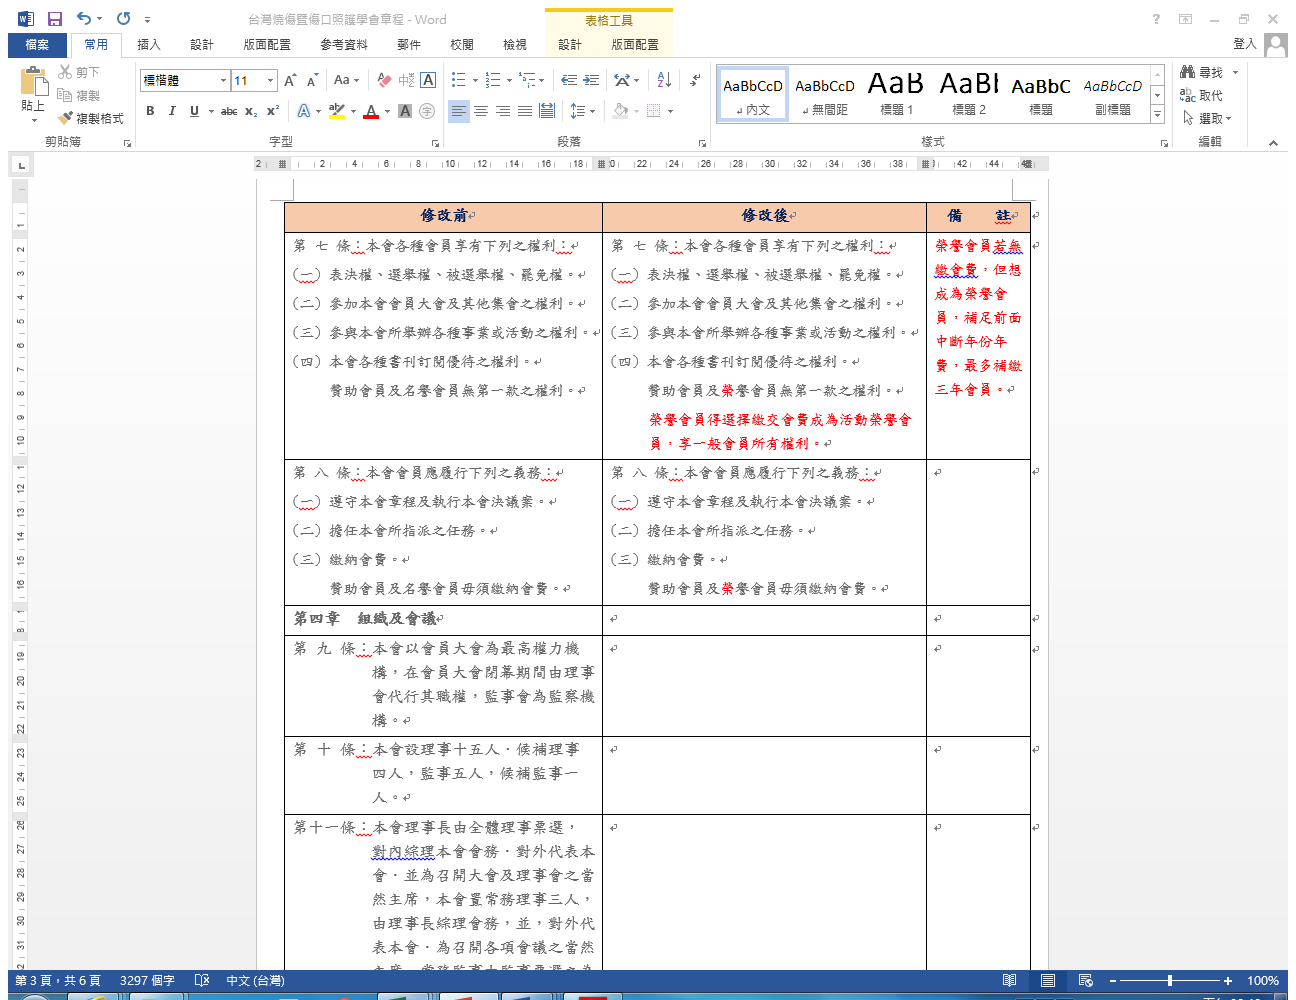 台灣燒傷暨傷口照護學會章程 - Word
表格工具
檔案 常用 插入 設計 版面配置 參考資料 郵件 校閱 檢視 設計 版面配置 登入
貼上 剪下 複製 複製格式
標楷體 11
AaBbCcD 內文
AaBbCcD 無間距
標題 1
標題 2
AaBbC 標題
AaBbCcD 副標題
尋找
取代
選取
剪貼簿 字型 段落 樣式 編輯
修改前 修改後 備 註
第 七 條：本會各種會員享有下列之權利：
(一) 表決權、選舉權、被選舉權、罷免權。
(二) 參加本會會員大會及其他集會之權利。
(三) 參與本會所舉辦各種事業或活動之權利。
(四) 本會各種書刊訂閱優待之權利。
贊助會員及名譽會員無第一款之權利。
第 七 條：本會各種會員享有下列之權利：
(一) 表決權、選舉權、被選舉權、罷免權。
(二) 參加本會會員大會及其他集會之權利。
(三) 參與本會所舉辦各種事業或活動之權利。
(四) 本會各種書刊訂閱優待之權利。
贊助會員及榮譽會員無第一款之權利。
榮譽會員得選擇繳交會費成為活動榮譽會
員，享一般會員所有權利。
榮譽會員若無
繳會費，但想
成為榮譽會
員，補足前面
中斷年份年
費，最多補繳
三年會員。
第 八 條：本會會員應履行下列之義務：
(一) 遵守本會章程及執行本會決議案。
(二) 擔任本會所指派之任務。
(三) 繳納會費。
贊助會員及名譽會員毋須繳納會費。
第 八 條：本會會員應履行下列之義務：
(一) 遵守本會章程及執行本會決議案。
(二) 擔任本會所指派之任務。
(三) 繳納會費。
贊助會員及榮譽會員毋須繳納會費。
第四章 組織及會議
第 九 條：本會以會員大會為最高權力機
構，在會員大會閉幕期間由理事
會代行其職權，監事會為監察機
構。
第 十 條：本會設理事十五人．候補理事
四人，監事五人，候補監事一
人。
第十一條：本會理事長由全體理事票選，
對內綜理本會會務．對外代表本
會．並為召開大會及理事會之當
然主席，本會置常務理事三人，
由理事長綜理會務，並，對外代
表本會．為召開各項會議之當然
第 3 頁，共 6 頁 3297 個字 中文 (台灣) 100%